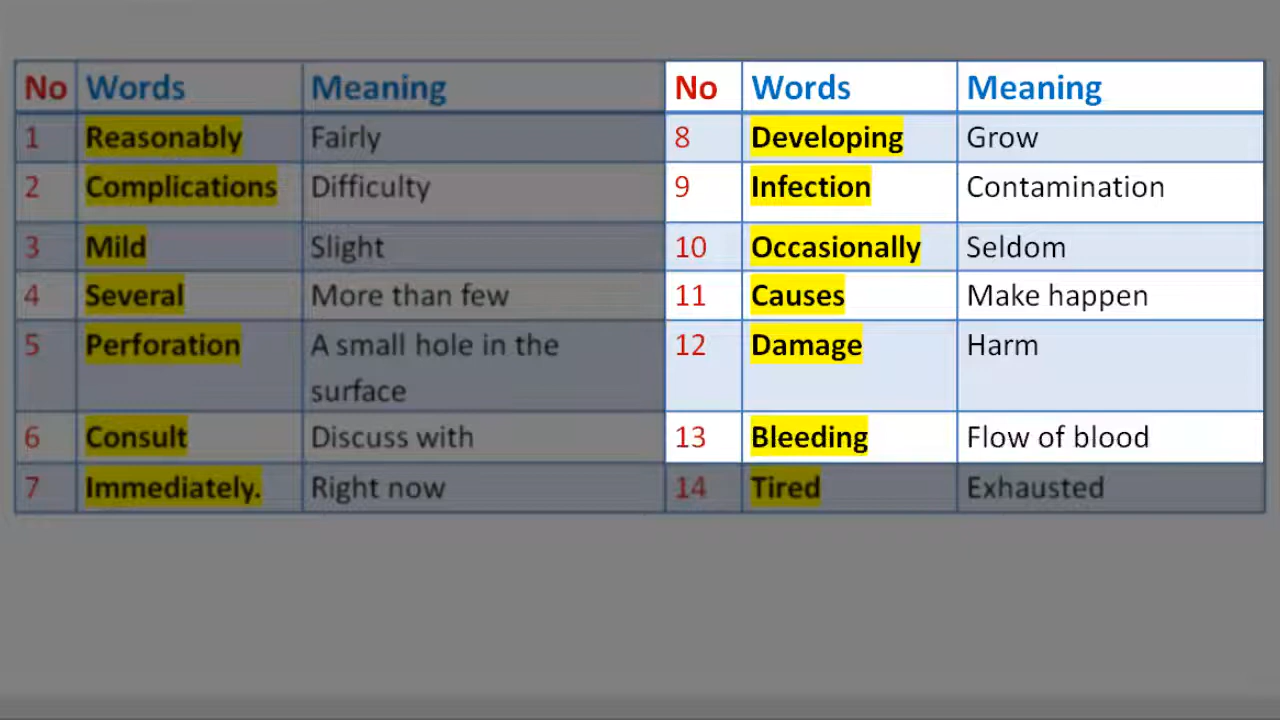 No Words Meaning No Words Meaning
1 Reasonably Fairly 8 Developing Grow
2 Complications Difficulty 9 Infection Contamination
3 Mild Slight 10 Occasionally Seldom
4 Several More than few 11 Causes Make happen
5 Perforation A small hole in the 12 Damage Harm
surface
6 Consult Discuss with 13 Bleeding Flow of blood
7 Immediately. Right now 14 Tired Exhausted